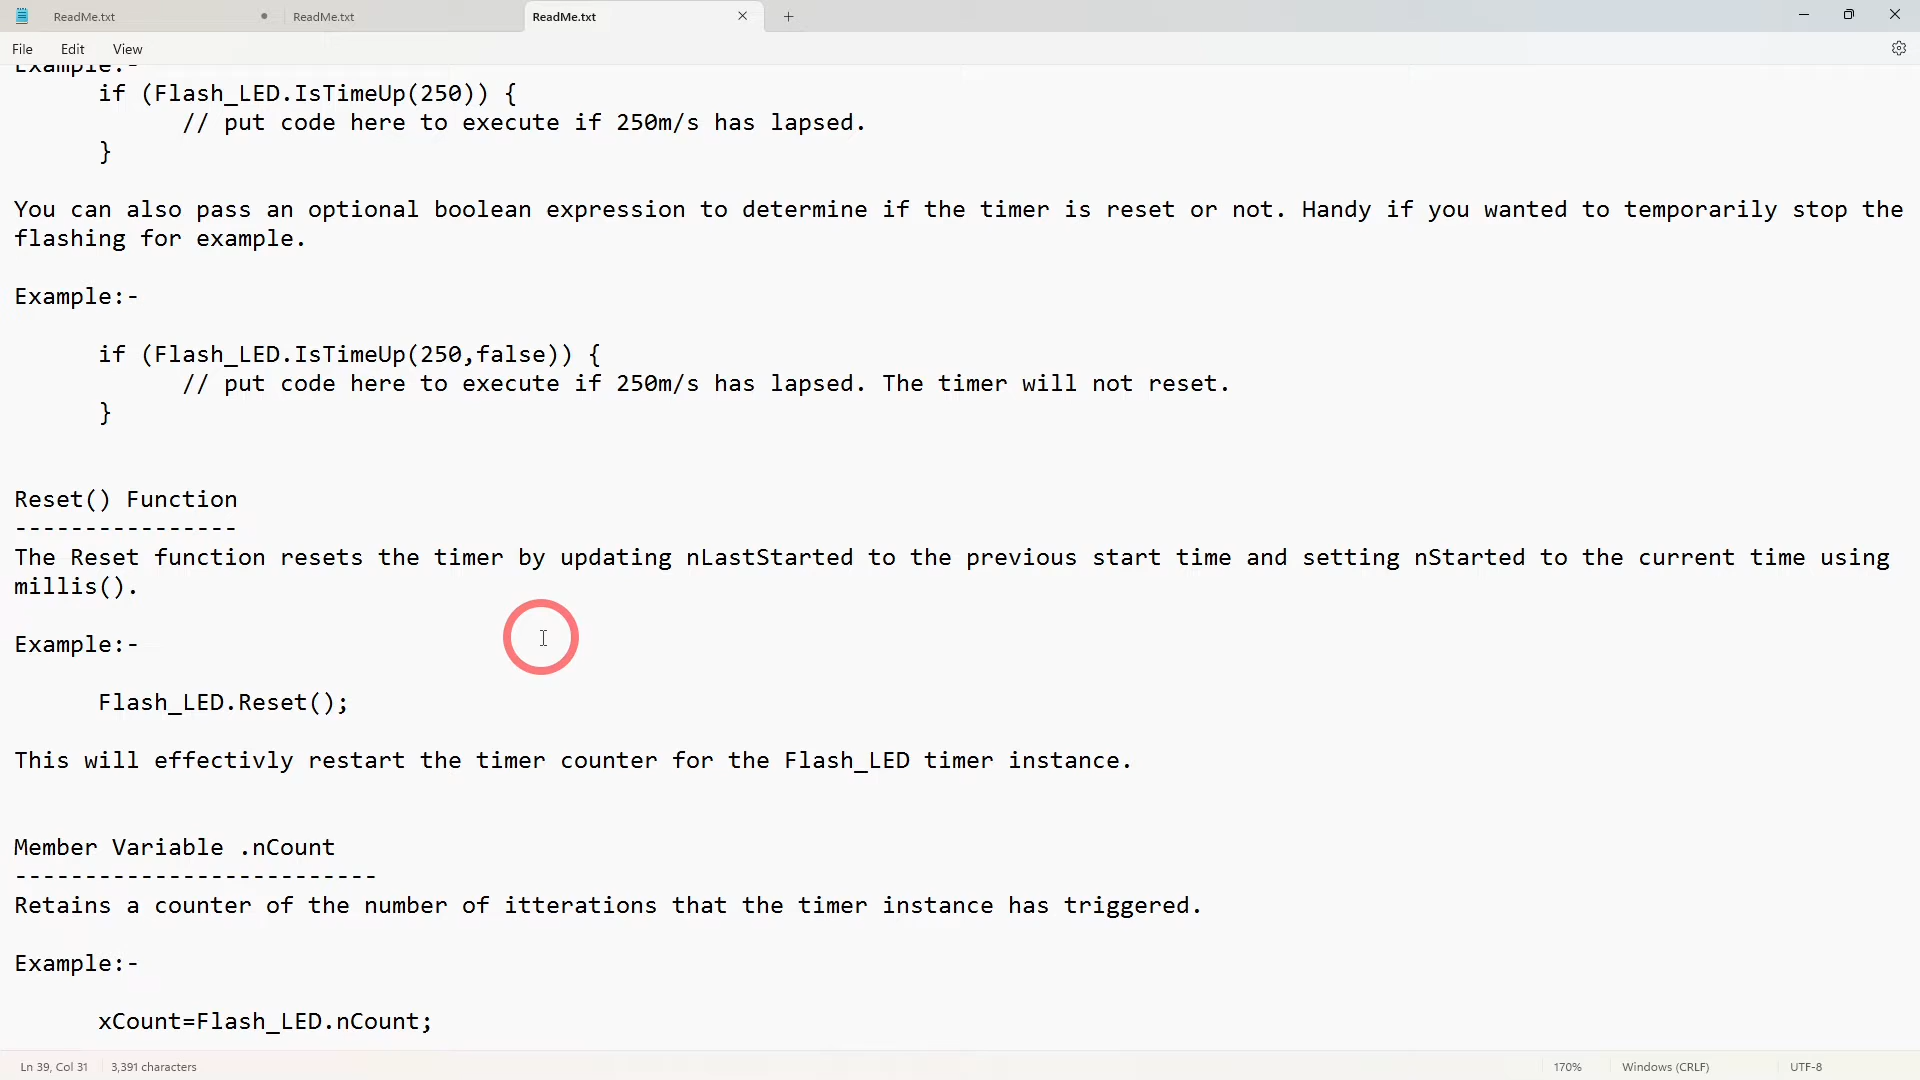 ReadMe.txt ReadMe.txt ReadMe.txt
File Edit View
Example:-
if (Flash_LED.IsTimeUp(250)) {
// put code here to execute if 250m/s has lapsed.
}
You can also pass an optional boolean expression to determine if the timer is reset or not. Handy if you wanted to temporarily stop the
flashing for example.
Example:-
if (Flash_LED.IsTimeUp(250,false)) {
// put code here to execute if 250m/s has lapsed. The timer will not reset.
}
Reset() Function
----------------
The Reset function resets the timer by updating nLastStarted to the previous start time and setting nStarted to the current time using
millis().
Example:-
Flash_LED.Reset();
This will effectivly restart the timer counter for the Flash_LED timer instance.
Member Variable .nCount
--------------------------
Retains a counter of the number of itterations that the timer instance has triggered.
Example:-
xCount=Flash_LED.nCount;
Ln 39, Col 31 3,391 characters 170% Windows (CRLF) UTF-8